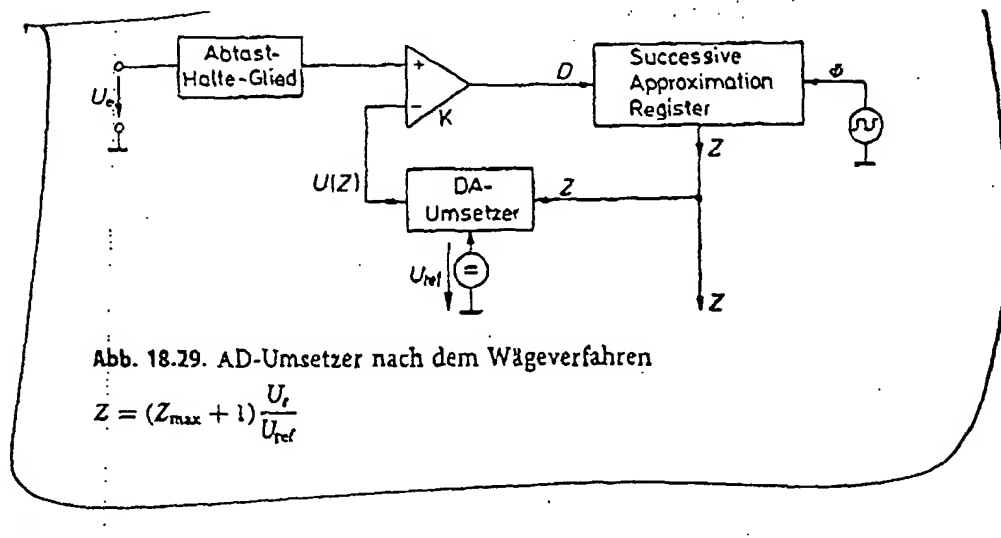 Abtast-
Halte-Glied
Successive
Approximation
Register
+
−
K
D
Φ
U_e
U(Z)
DA-
Umsetzer
Z
Z
Z
U_ref
=
Abb. 18.29. AD-Umsetzer nach dem Wägeverfahren
Z = (Z_max + 1) U_e / U_ref